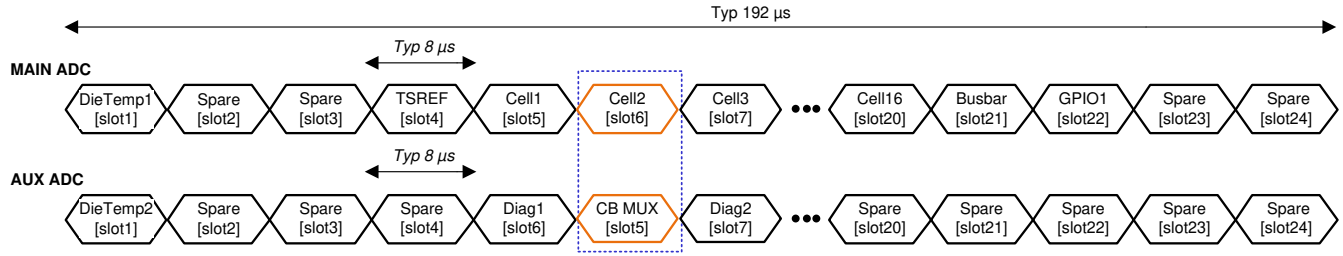 Typ 192 µs
Typ 8 µs
MAIN ADC
DieTemp1 Spare Spare TSREF Cell1 Cell2 Cell3 ••• Cell16 Busbar GPIO1 Spare Spare
[slot1] [slot2] [slot3] [slot4] [slot5] [slot6] [slot7] [slot20] [slot21] [slot22] [slot23] [slot24]
Typ 8 µs
AUX ADC
DieTemp2 Spare Spare Spare Diag1 CB MUX Diag2 ••• Spare Spare Spare Spare Spare
[slot1] [slot2] [slot3] [slot4] [slot6] [slot5] [slot7] [slot20] [slot21] [slot22] [slot23] [slot24]